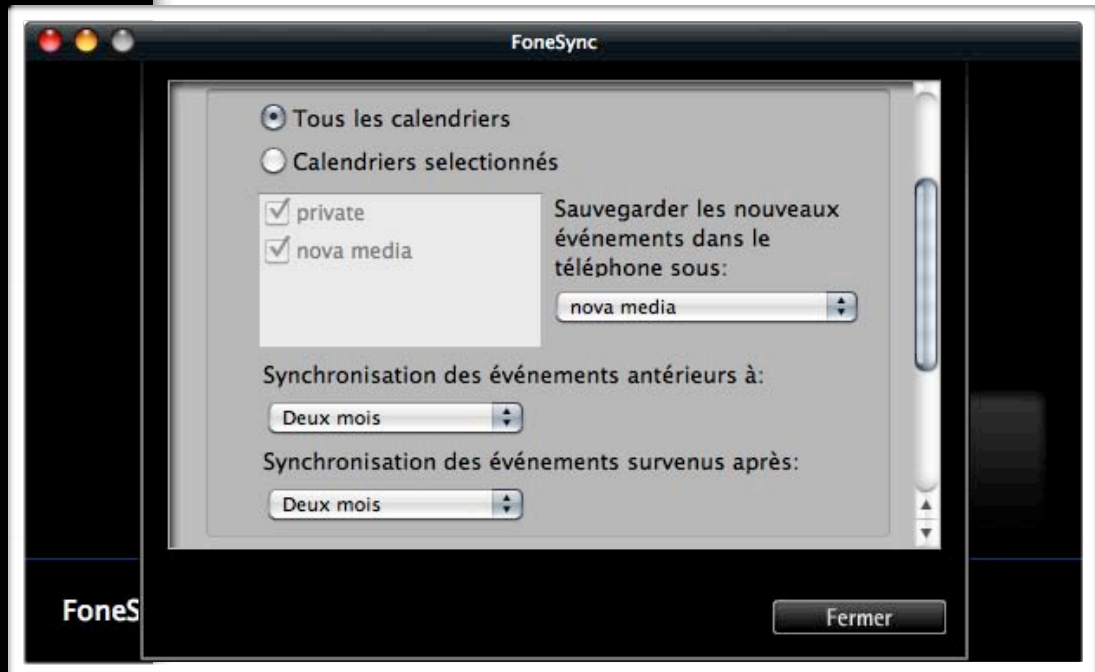 FoneSync
Tous les calendriers
Calendriers selectionnés
private
nova media
Sauvegarder les nouveaux
événements dans le
téléphone sous:
nova media
Synchronisation des événements antérieurs à:
Deux mois
Synchronisation des événements survenus après:
Deux mois
FoneS
Fermer